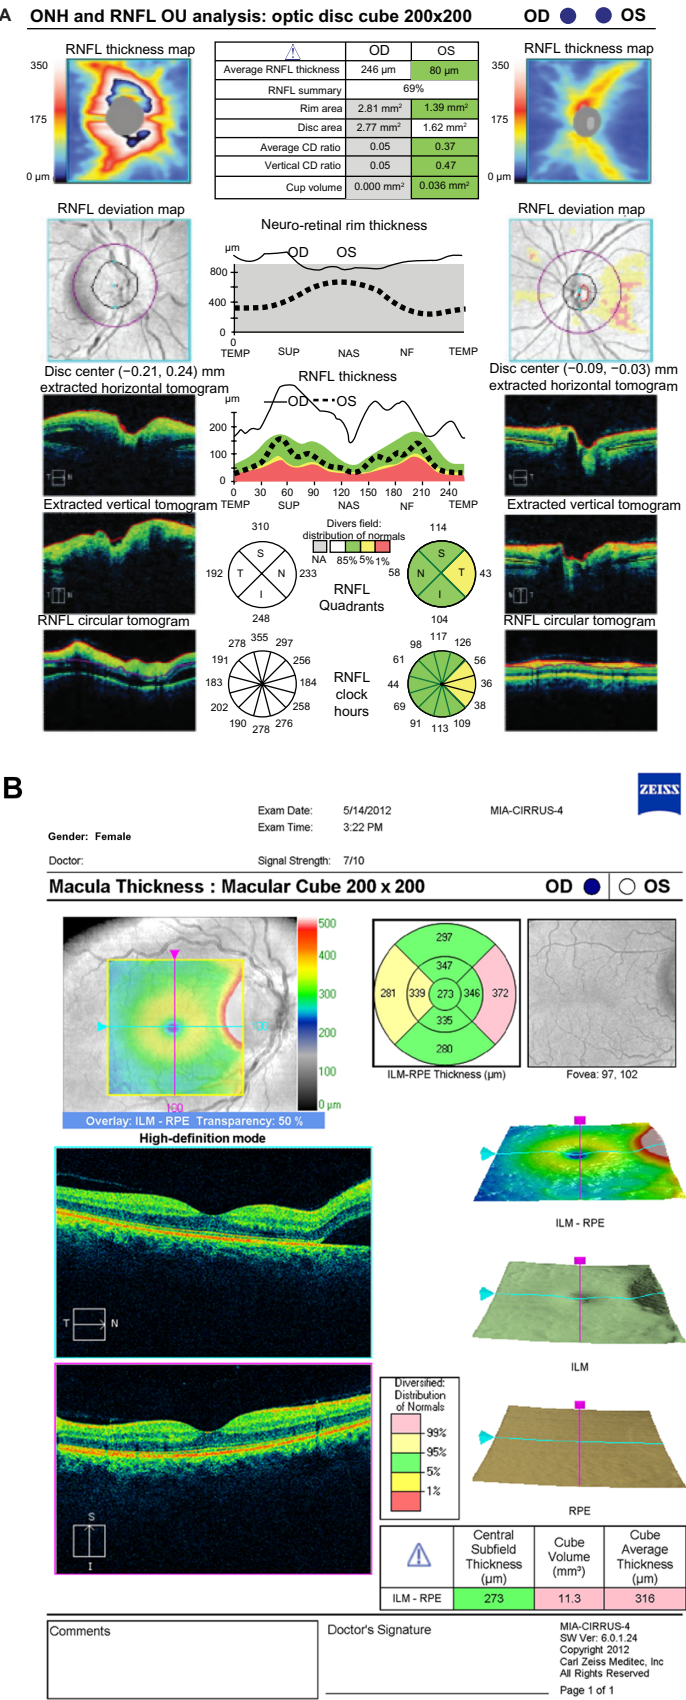 A ONH and RNFL OU analysis: optic disc cube 200x200 OD OS
RNFL thickness map
350
175
0 µm
OD OS
Average RNFL thickness 246 µm 80 µm
RNFL summary 69%
Rim area 2.81 mm² 1.39 mm²
Disc area 2.77 mm² 1.62 mm²
Average CD ratio 0.05 0.37
Vertical CD ratio 0.05 0.47
Cup volume 0.000 mm² 0.036 mm²
RNFL thickness map
350
175
0 µm
RNFL deviation map
Disc center (−0.21, 0.24) mm
extracted horizontal tomogram
Neuro-retinal rim thickness
µm
OD OS
800
400
0
TEMP SUP NAS NF TEMP
RNFL deviation map
Disc center (−0.09, −0.03) mm
extracted horizontal tomogram
RNFL thickness
µm
OD OS
200
100
0
0 30 60 90 120 150 180 210 240
TEMP SUP NAS NF TEMP
T N
Extracted vertical tomogram
Extracted vertical tomogram
RNFL circular tomogram
RNFL circular tomogram
Divers field:
distribution of normals
NA 85% 5% 1%
RNFL
Quadrants
310
192 T S N I 233
248
114
58 N S T I 43
104
RNFL
clock
hours
355
278 297
191 256
183 184
202 258
190 276
278
117
98 126
61 56
44 36
69 38
91 109
113
B
ZEISS
Exam Date: 5/14/2012 MIA-CIRRUS-4
Exam Time: 3:22 PM
Gender: Female
Doctor: Signal Strength: 7/10
Macula Thickness : Macular Cube 200 x 200 OD OS
500
400
300
200
100
0 µm
100
100
Overlay: ILM - RPE Transparency: 50 %
297
347
281 339 273 346 372
335
280
ILM-RPE Thickness (µm)
Fovea: 97, 102
High-definition mode
T N
S
I
ILM - RPE
ILM
RPE
Diversified:
Distribution
of Normals
99%
95%
5%
1%
Central Subfield Thickness (µm)
Cube Volume (mm³)
Cube Average Thickness (µm)
ILM - RPE 273 11.3 316
Comments
Doctor's Signature
MIA-CIRRUS-4
SW Ver: 6.0.1.24
Copyright 2012
Carl Zeiss Meditec, Inc
All Rights Reserved
Page 1 of 1